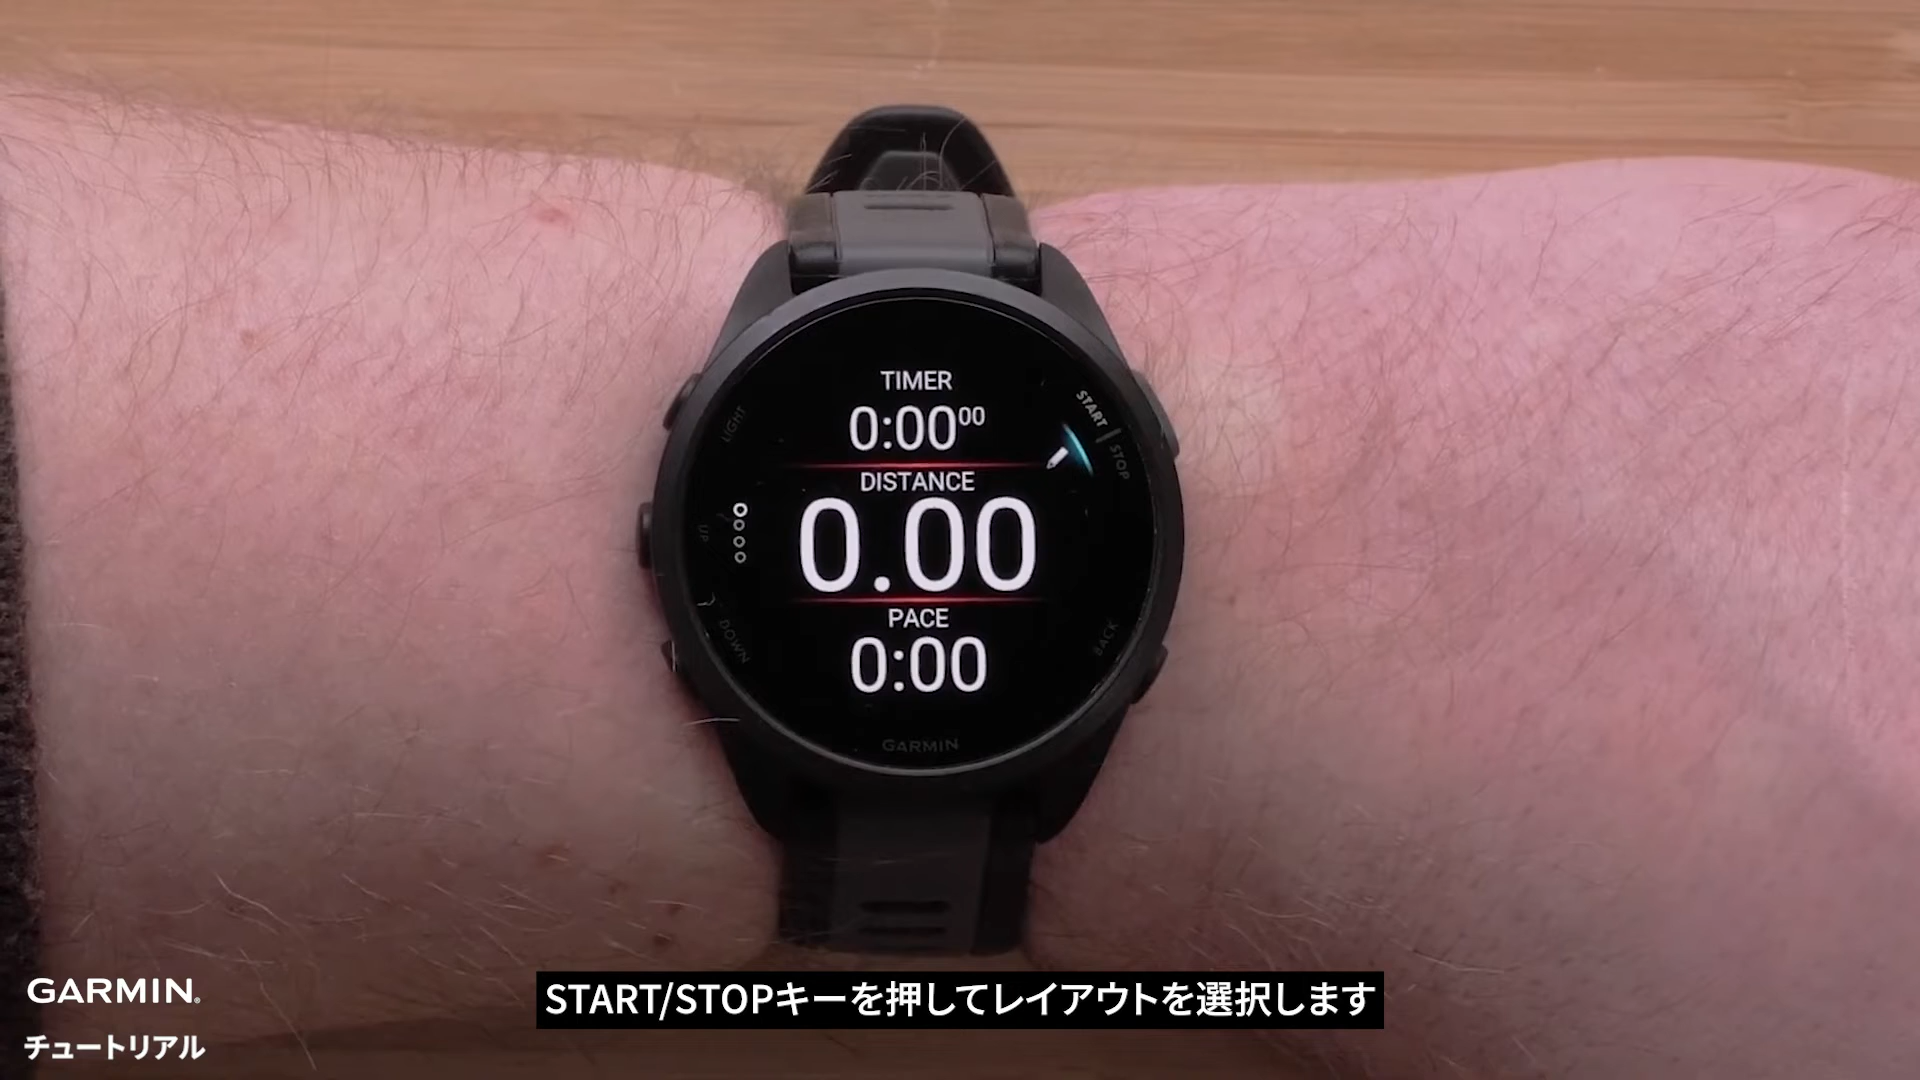 TIMER
0:00⁰⁰
DISTANCE
0.00
PACE
0:00
LIGHT
UP
DOWN
START
STOP
BACK
GARMIN
START/STOPキーを押してレイアウトを選択します
GARMIN®
チュートリアル